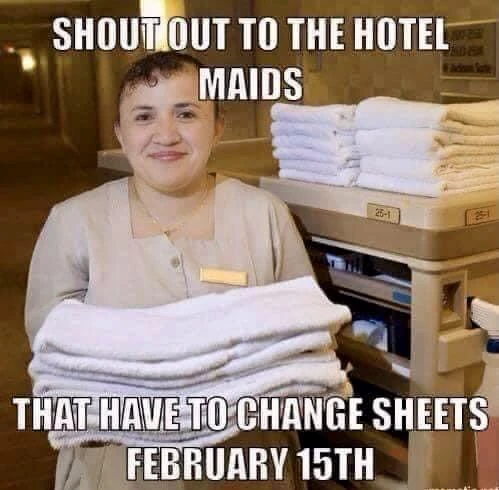 SHOUT OUT TO THE HOTEL
MAIDS
25-1
25-1
THAT HAVE TO CHANGE SHEETS
FEBRUARY 15TH